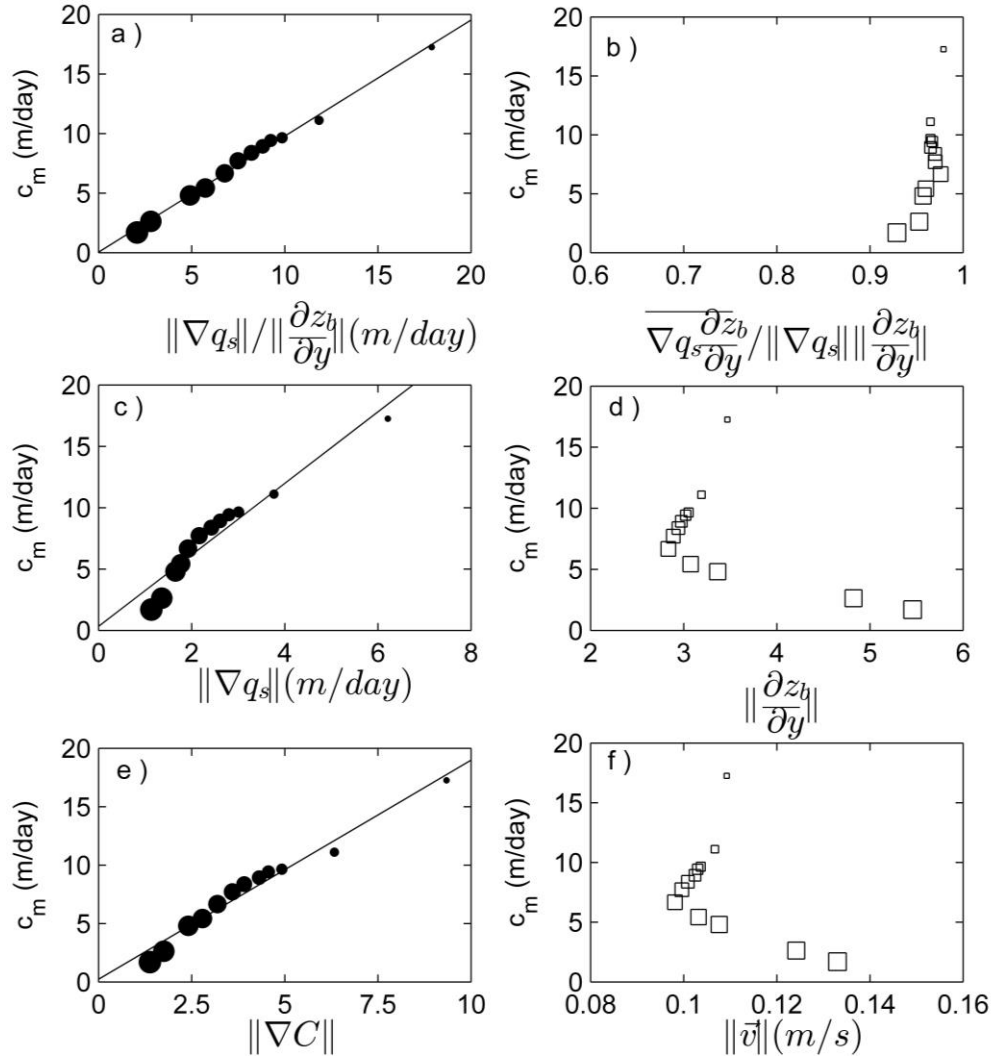 a )
c_m (m/day)
20
15
10
5
0
0 5 10 15 20
‖∇q_s‖/‖∂z_b/∂y‖(m/day)
b )
c_m (m/day)
20
15
10
5
0
0.6 0.7 0.8 0.9 1
\overline{∇q_s ∂z_b/∂y}/‖∇q_s‖‖∂z_b/∂y‖
c )
c_m (m/day)
20
15
10
5
0
0 2 4 6 8
‖∇q_s‖(m/day)
d )
c_m (m/day)
20
15
10
5
0
2 3 4 5 6
‖∂z_b/∂y‖
e )
c_m (m/day)
20
15
10
5
0
0 2.5 5 7.5 10
‖∇C‖
f )
c_m (m/day)
20
15
10
5
0
0.08 0.1 0.12 0.14 0.16
‖v⃗‖(m/s)